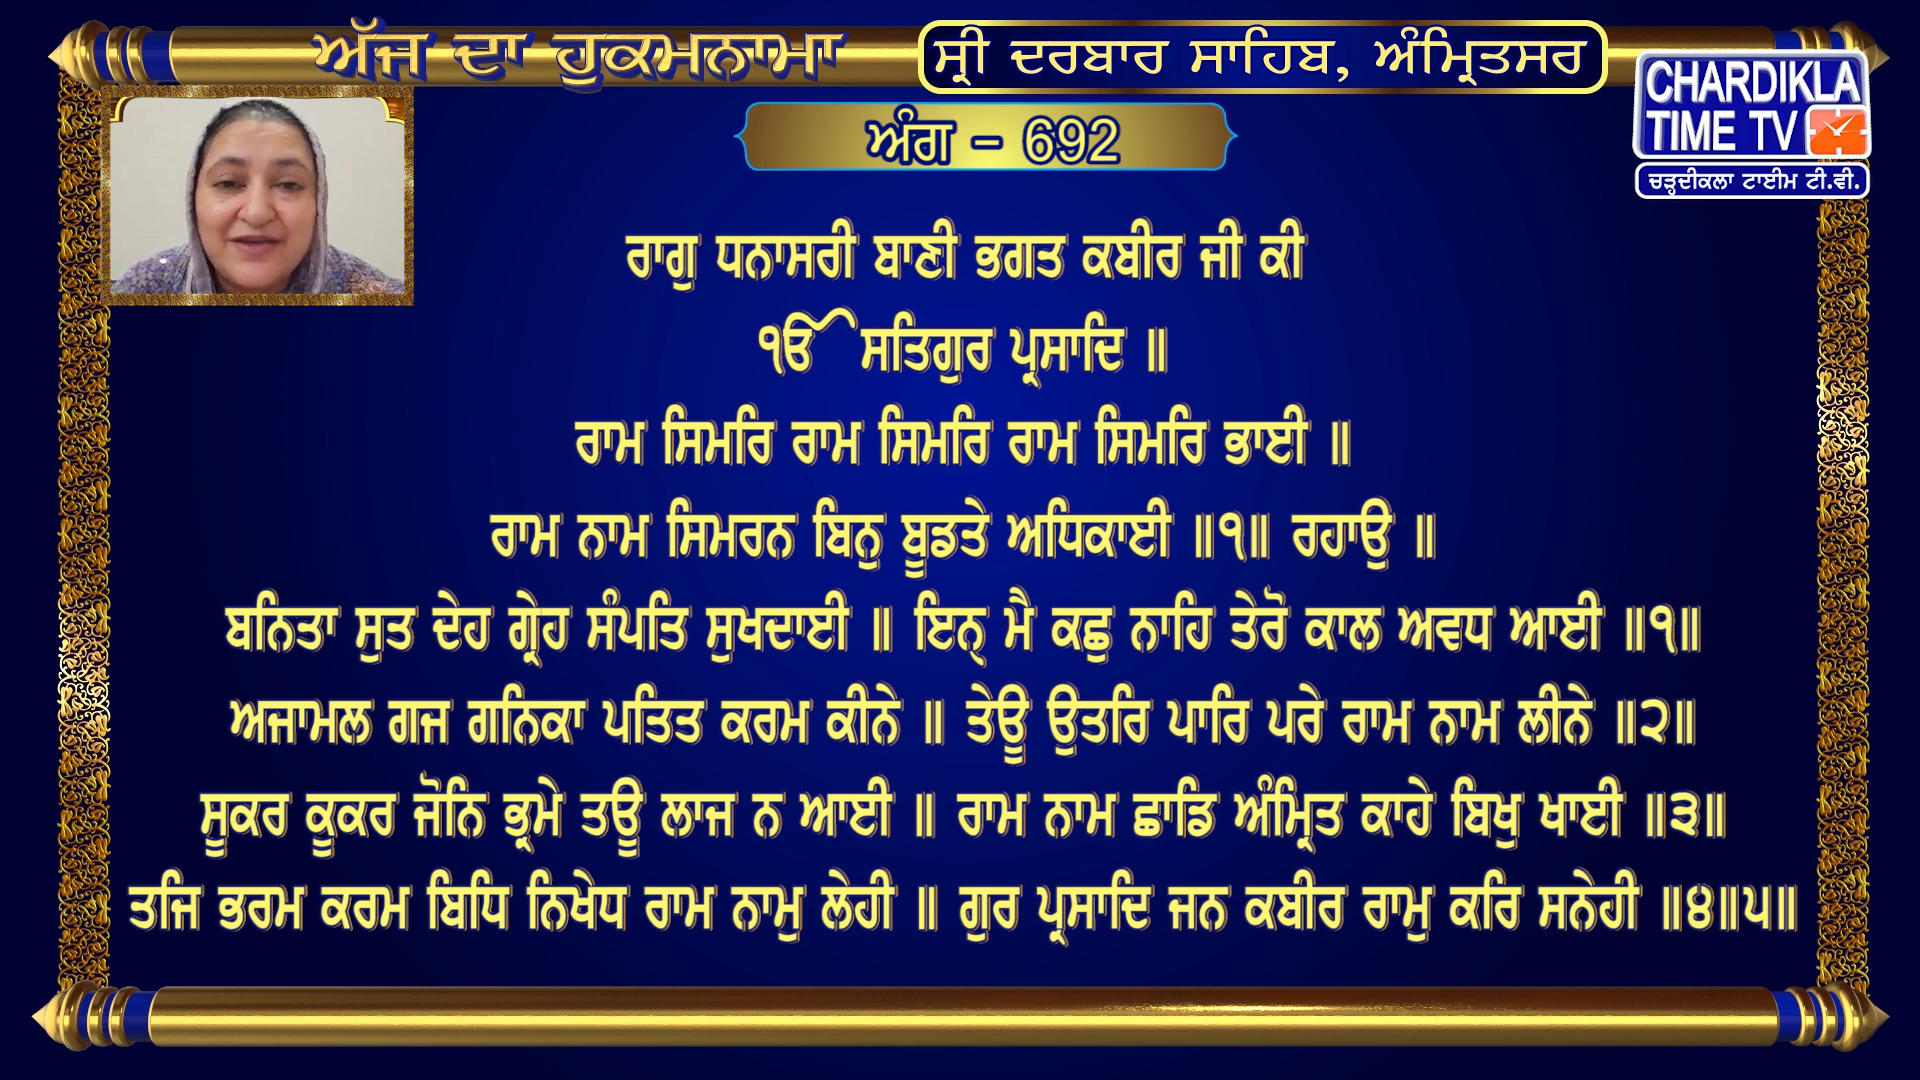 ਅੱਜ ਦਾ ਹੁਕਮਨਾਮਾ
ਸ੍ਰੀ ਦਰਬਾਰ ਸਾਹਿਬ, ਅੰਮ੍ਰਿਤਸਰ
CHARDIKLA
TIME TV
ਚੜ੍ਹਦੀਕਲਾ ਟਾਈਮ ਟੀ.ਵੀ.
ਅੰਗ - 692
ਰਾਗੁ ਧਨਾਸਰੀ ਬਾਣੀ ਭਗਤ ਕਬੀਰ ਜੀ ਕੀ
ੴ ਸਤਿਗੁਰ ਪ੍ਰਸਾਦਿ ॥
ਰਾਮ ਸਿਮਰਿ ਰਾਮ ਸਿਮਰਿ ਰਾਮ ਸਿਮਰਿ ਭਾਈ ॥
ਰਾਮ ਨਾਮ ਸਿਮਰਨ ਬਿਨੁ ਬੂਡਤੇ ਅਧਿਕਾਈ ॥੧॥ ਰਹਾਉ ॥
ਬਨਿਤਾ ਸੁਤ ਦੇਹ ਗ੍ਰੇਹ ਸੰਪਤਿ ਸੁਖਦਾਈ ॥ ਇਨ੍ ਮੈ ਕਛੁ ਨਾਹਿ ਤੇਰੋ ਕਾਲ ਅਵਧ ਆਈ ॥੧॥
ਅਜਾਮਲ ਗਜ ਗਨਿਕਾ ਪਤਿਤ ਕਰਮ ਕੀਨੇ ॥ ਤੇਊ ਉਤਰਿ ਪਾਰਿ ਪਰੇ ਰਾਮ ਨਾਮ ਲੀਨੇ ॥੨॥
ਸੂਕਰ ਕੂਕਰ ਜੋਨਿ ਭ੍ਰਮੇ ਤਊ ਲਾਜ ਨ ਆਈ ॥ ਰਾਮ ਨਾਮ ਛਾਡਿ ਅੰਮ੍ਰਿਤ ਕਾਹੇ ਬਿਖੁ ਖਾਈ ॥੩॥
ਤਜਿ ਭਰਮ ਕਰਮ ਬਿਧਿ ਨਿਖੇਧ ਰਾਮ ਨਾਮੁ ਲੇਹੀ ॥ ਗੁਰ ਪ੍ਰਸਾਦਿ ਜਨ ਕਬੀਰ ਰਾਮੁ ਕਰਿ ਸਨੇਹੀ ॥੪॥੫॥